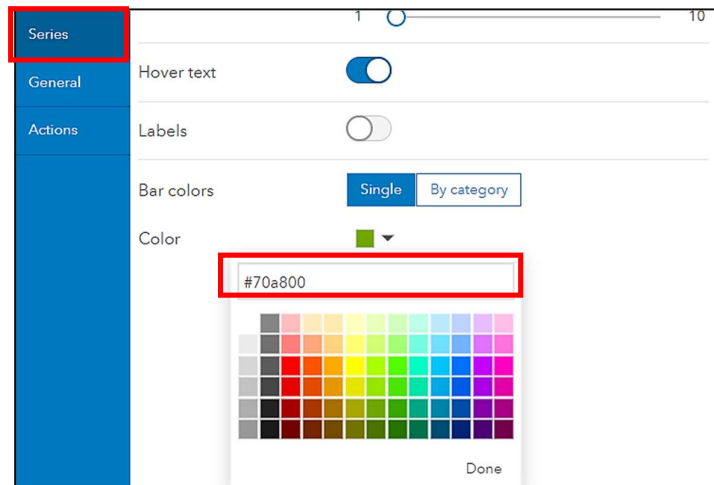 1 10
Series
Hover text
General
Actions
Labels
Bar colors Single By category
Color
#70a800
Done